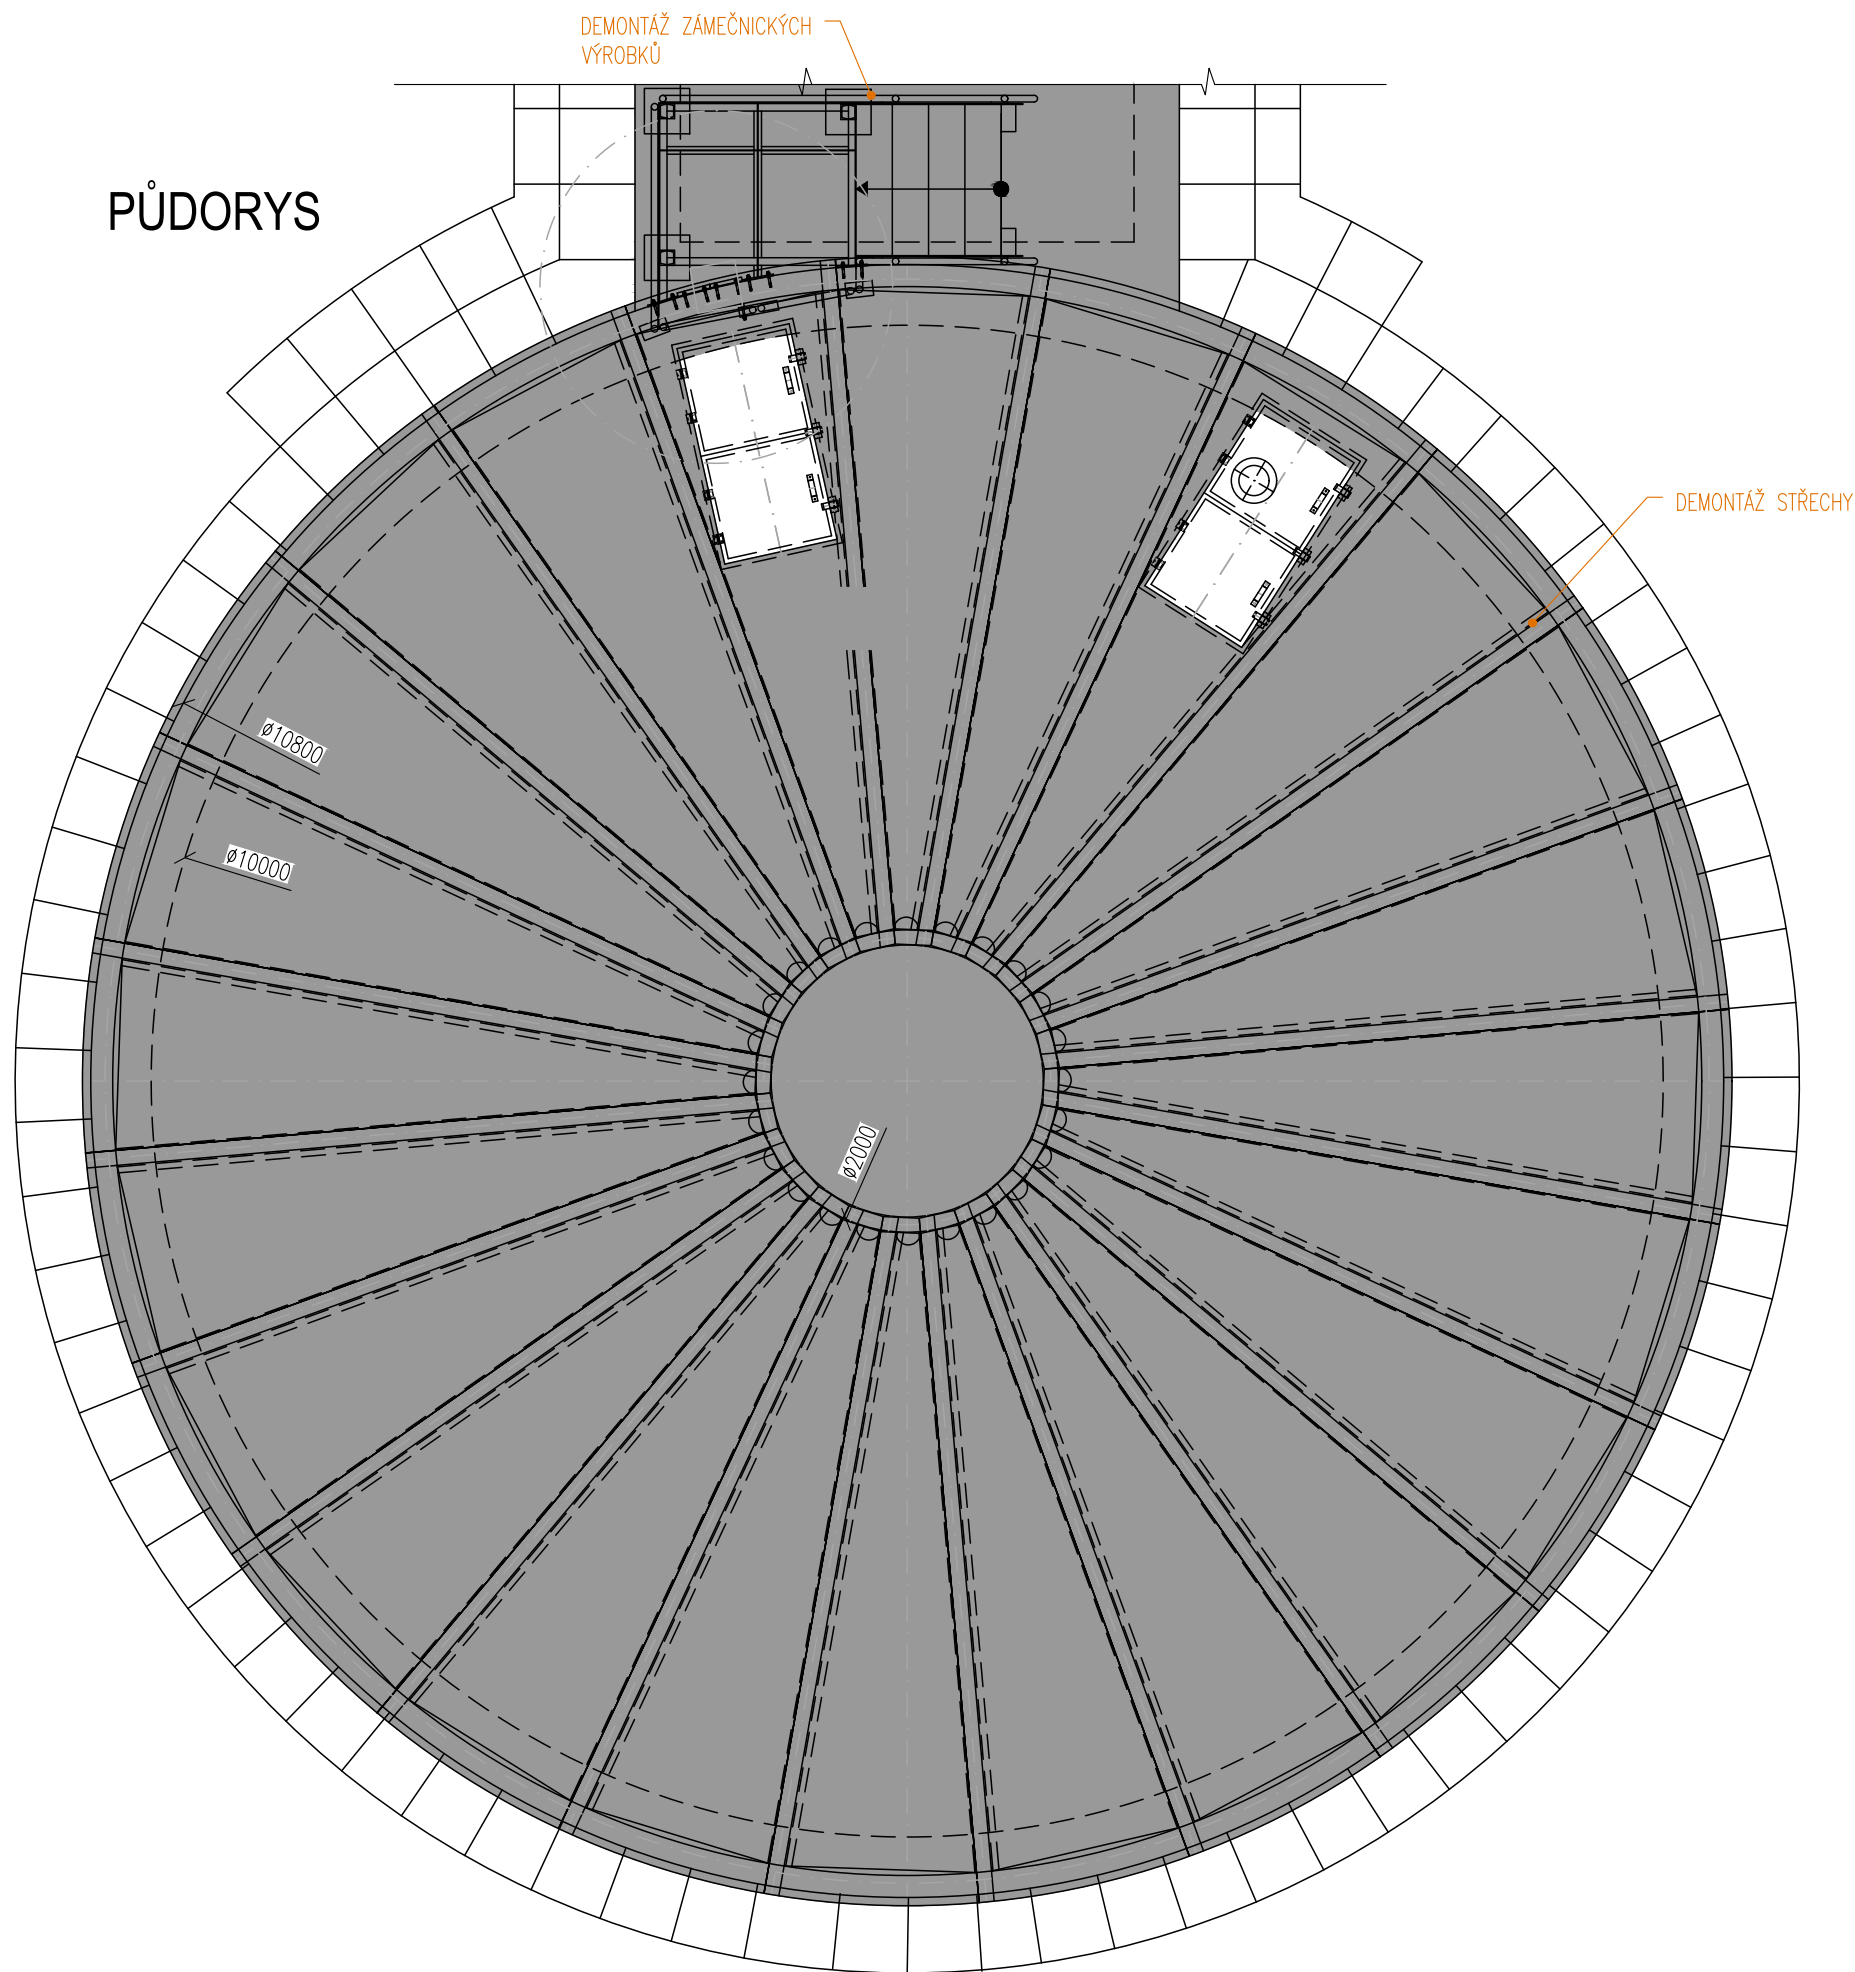 DEMONTÁŽ ZÁMEČNICKÝCH
VÝROBKŮ
PŮDORYS
DEMONTÁŽ STŘECHY
ø10800
ø10000
ø2000